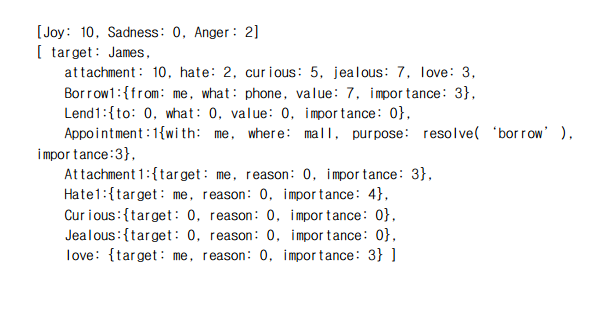 [Joy: 10, Sadness: 0, Anger: 2]
[ target: James,
attachment: 10, hate: 2, curious: 5, jealous: 7, love: 3,
Borrow1:{from: me, what: phone, value: 7, importance: 3},
Lend1:{to: 0, what: 0, value: 0, importance: 0},
Appointment:1{with: me, where: mall, purpose: resolve( ‘borrow’ ),
importance:3},
Attachment1:{target: me, reason: 0, importance: 3},
Hate1:{target: me, reason: 0, importance: 4},
Curious:{target: 0, reason: 0, importance: 0},
Jealous:{target: 0, reason: 0, importance: 0},
love: {target: me, reason: 0, importance: 3} ]